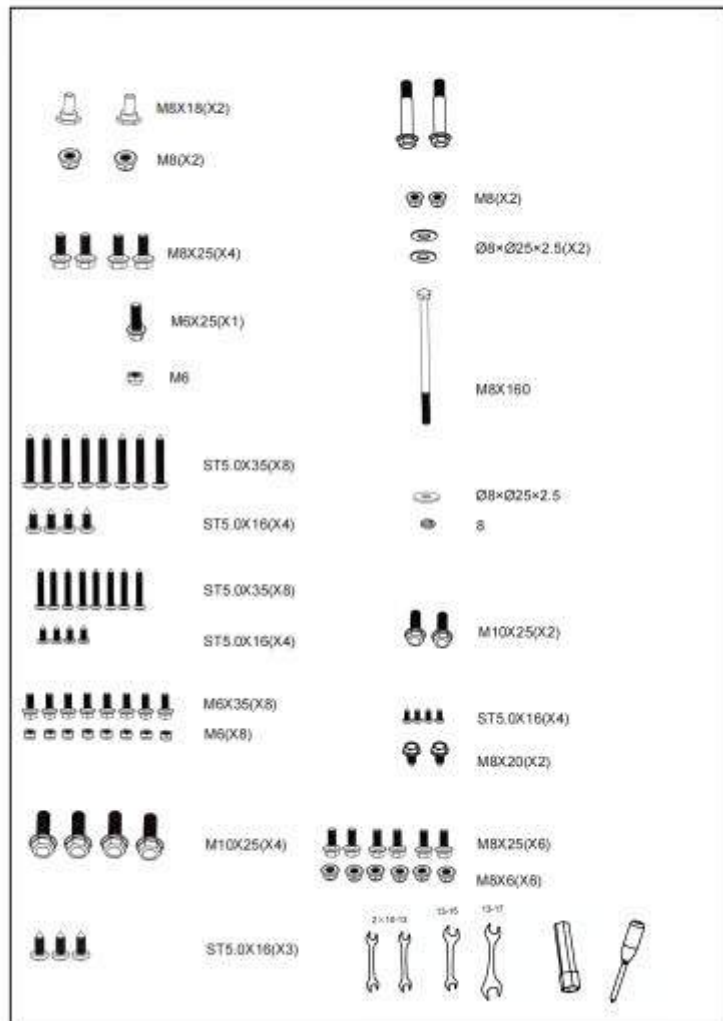 M8X18(X2)
M8(X2)
M8X25(X4)
M6X25(X1)
M6
ST5.0X35(X8)
ST5.0X16(X4)
ST5.0X35(X8)
ST5.0X16(X4)
M6X35(X8)
M6(X8)
M10X25(X4)
ST5.0X16(X3)
M8(X2)
Ø8×Ø25×2.5(X2)
M8X160
Ø8×Ø25×2.5
8
M10X25(X2)
ST5.0X16(X4)
M8X20(X2)
M8X25(X6)
M8X6(X6)
13-15
13-17